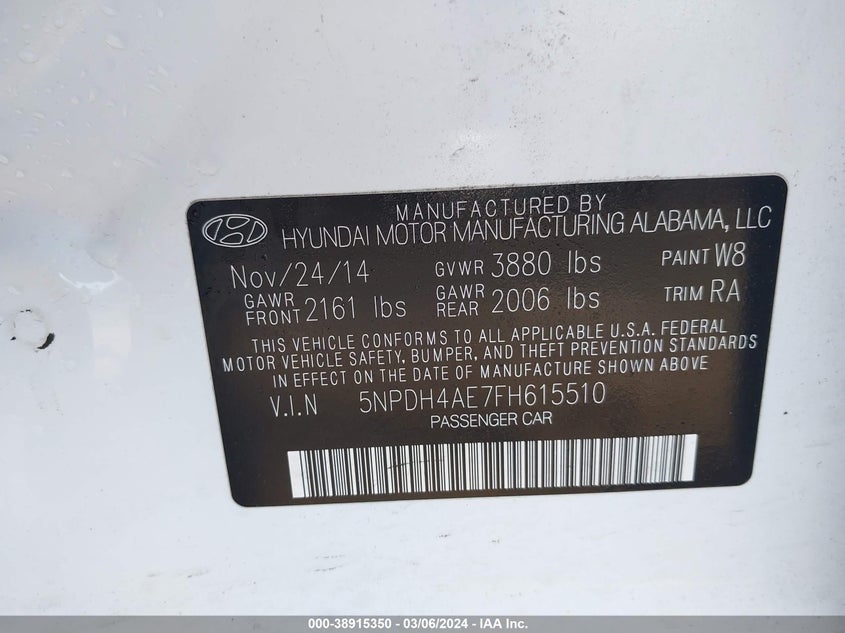 MANUFACTURED BY
HYUNDAI MOTOR MANUFACTURING ALABAMA, LLC
Nov/24/14 GVWR 3880 lbs PAINT W8
GAWR FRONT 2161 lbs GAWR REAR 2006 lbs TRIM RA
THIS VEHICLE CONFORMS TO ALL APPLICABLE U.S.A. FEDERAL
MOTOR VEHICLE SAFETY, BUMPER, AND THEFT PREVENTION STANDARDS
IN EFFECT ON THE DATE OF MANUFACTURE SHOWN ABOVE
V.I.N 5NPDH4AE7FH615510
PASSENGER CAR
000-38915350 / 03/06/2024 - IAA Inc.